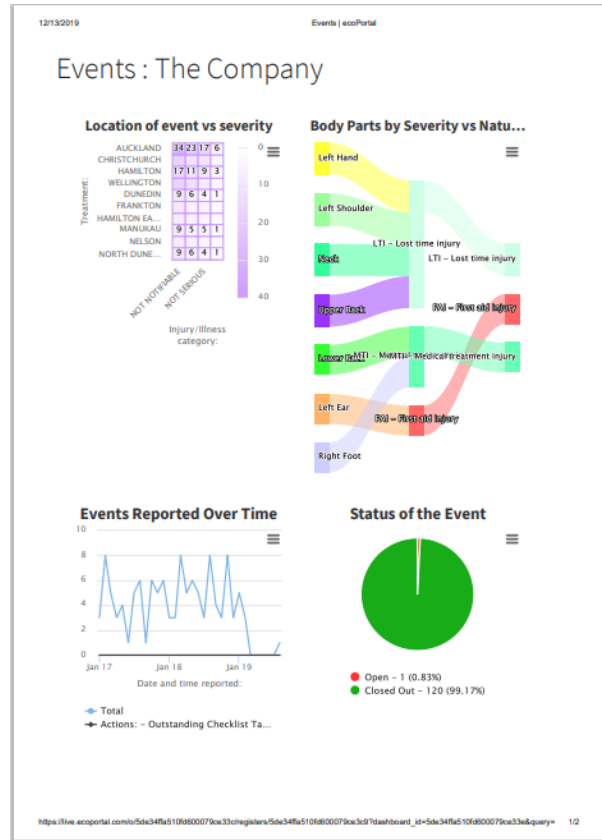 12/13/2019
Events | ecoPortal
Events : The Company
Location of event vs severity
Treatment:
AUCKLAND 34 23 17 6
CHRISTCHURCH
HAMILTON 17 11 9 3
WELLINGTON
DUNEDIN 9 6 4 1
FRANKTON
HAMILTON EA...
MANUKAU 9 5 5 1
NELSON
NORTH DUNE... 9 6 4 1
NOT NOTIFIABLE
NOT SERIOUS
Injury/Illness
category:
0
10
20
30
40
Body Parts by Severity vs Natu...
Left Hand
Left Shoulder
LTI – Lost time injury
LTI – Lost time injury
Neck
Upper Back
FAI – First aid injury
Lower Back
MTI – Medical treatment injury
Left Ear
FAI – First aid injury
Right Foot
Events Reported Over Time
10
8
6
4
2
0
Jan 17
Jan 18
Jan 19
Date and time reported:
Total
Actions: – Outstanding Checklist Ta...
Status of the Event
Open – 1 (0.83%)
Closed Out – 120 (99.17%)
https://live.ecoportal.com/o/5de34ffa510fd600079ce33c/registers/5de34ffa510fd600079ce3c9?dashboard_id=5de34ffa510fd600079ce33e&query=
1/2